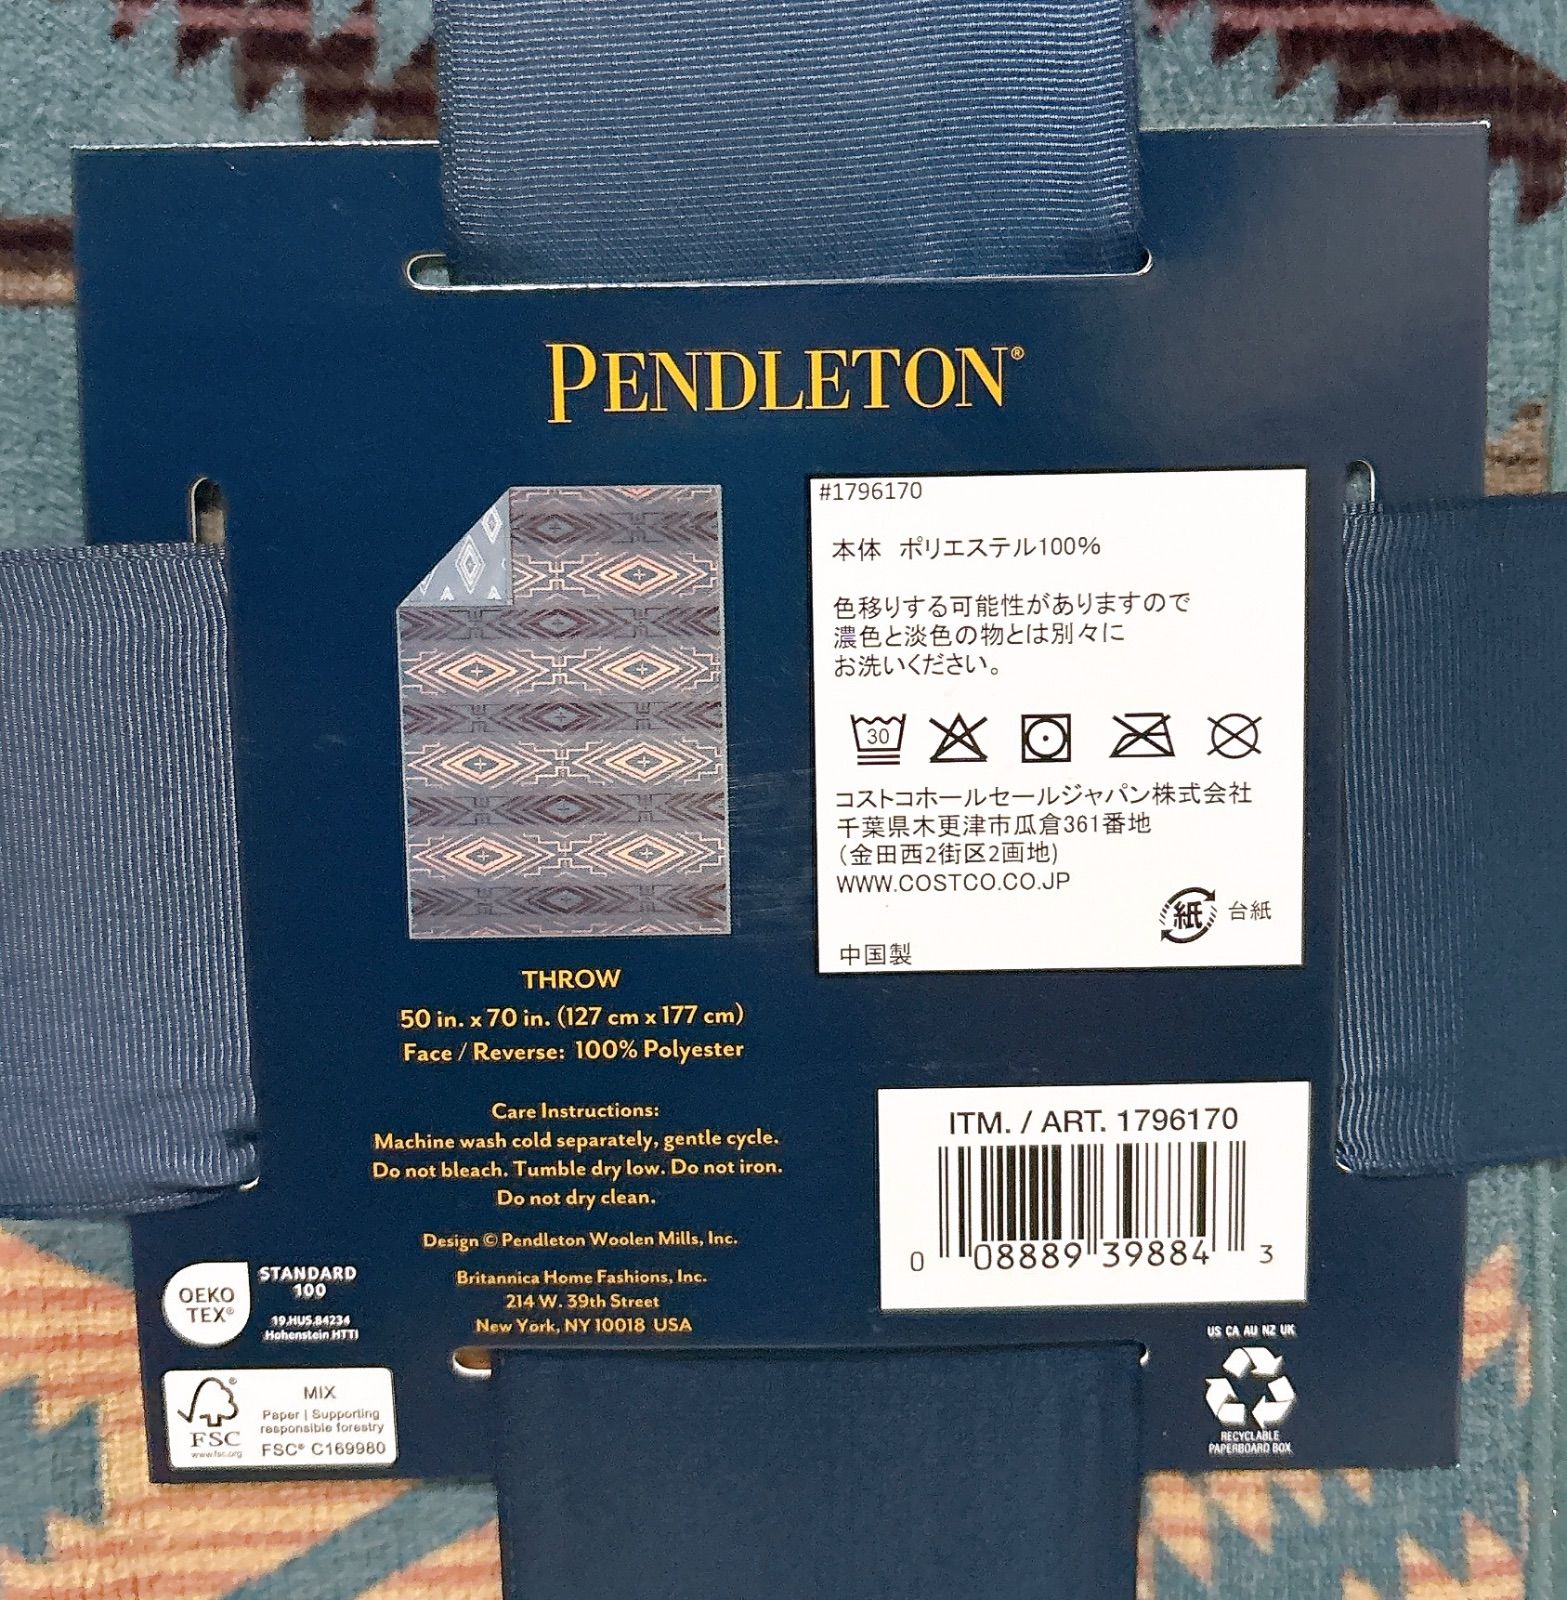 PENDLETON®
#1796170
本体 ポリエステル100%
色移りする可能性がありますので
濃色と淡色の物とは別々に
お洗いください。
30
コストコホールセールジャパン株式会社
千葉県木更津市瓜倉361番地
(金田西2街区2画地)
WWW.COSTCO.CO.JP
紙 台紙
中国製
THROW
50 in. x 70 in. (127 cm x 177 cm)
Face / Reverse: 100% Polyester
Care Instructions:
Machine wash cold separately, gentle cycle.
Do not bleach. Tumble dry low. Do not iron.
Do not dry clean.
Design © Pendleton Woolen Mills, Inc.
Britannica Home Fashions, Inc.
214 W. 39th Street
New York, NY 10018 USA
ITM. / ART. 1796170
0 08889 39884 3
OEKO
TEX®
STANDARD
100
19.HUS.84234
Hohenstein HTTI
FSC
www.fsc.org
MIX
Paper | Supporting
responsible forestry
FSC® C169980
US CA AU NZ UK
RECYCLABLE
PAPERBOARD BOX